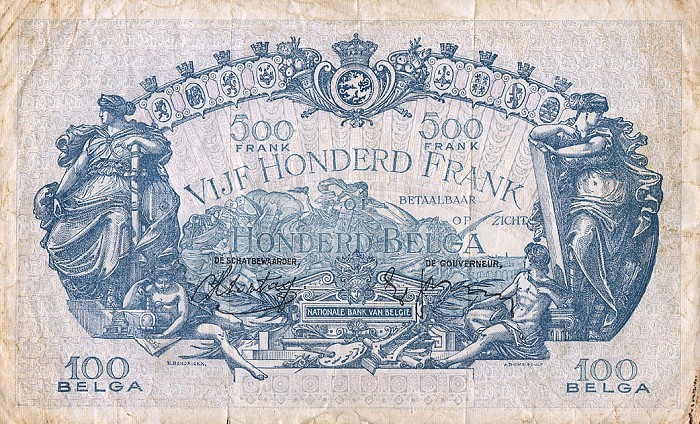 500 500
FRANK FRANK
VIJF HONDERD FRANK
OF BETAALBAAR
OP ZICHT
HONDERD BELGA
DE SCHATBEWAARDER, DE GOUVERNEUR,
NATIONALE BANK VAN BELGIE
100 100
BELGA BELGA